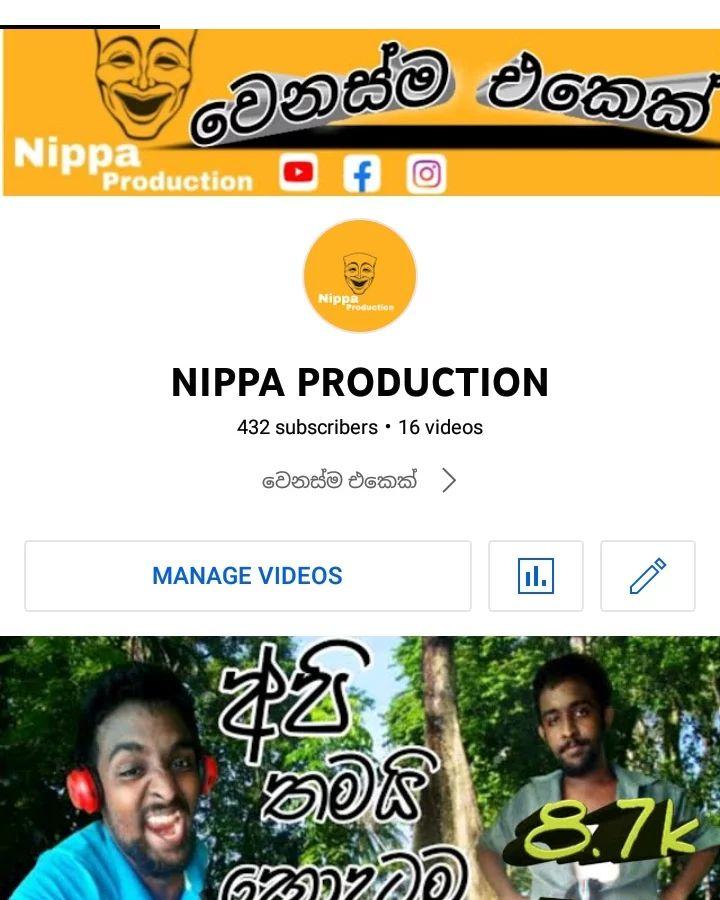 වෙනස්ම එකෙක්
Nippa
Production
Nippa
Production
NIPPA PRODUCTION
432 subscribers • 16 videos
වෙනස්ම එකෙක්
MANAGE VIDEOS
අපි
තමයි
8.7k